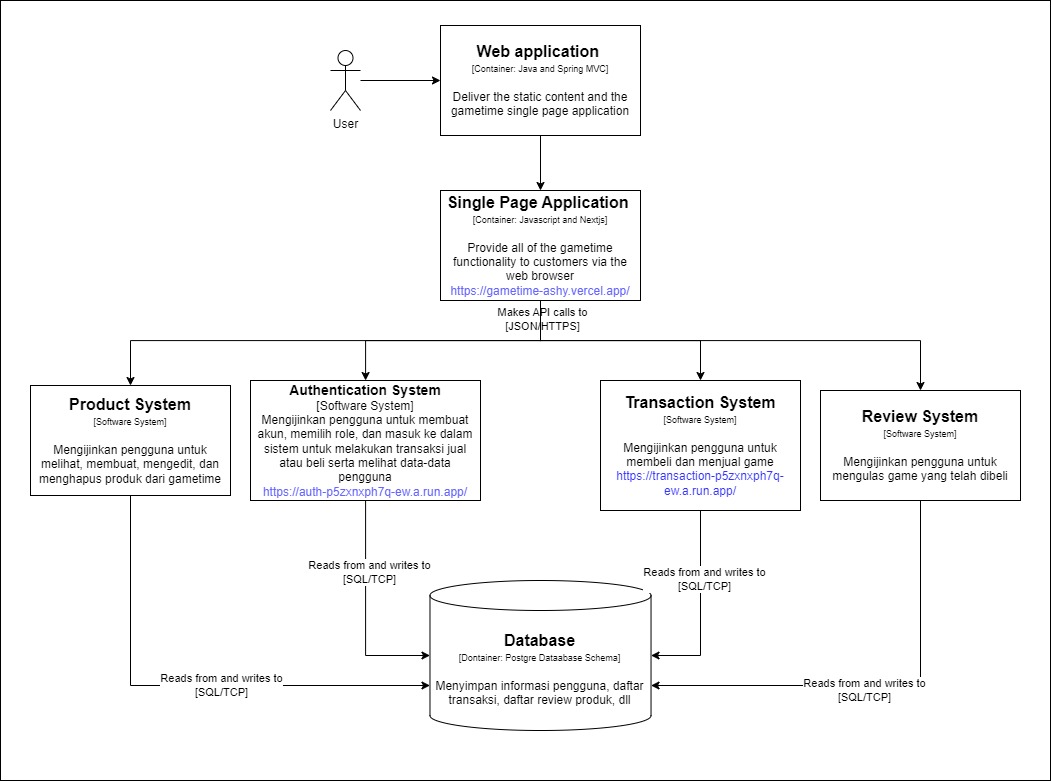 Web application
[Container: Java and Spring MVC]
Deliver the static content and the
gametime single page application
User
Single Page Application
[Container: Javascript and Nextjs]
Provide all of the gametime
functionality to customers via the
web browser
https://gametime-ashy.vercel.app/
Makes API calls to
[JSON/HTTPS]
Product System
[Software System]
Mengijinkan pengguna untuk
melihat, membuat, mengedit, dan
menghapus produk dari gametime
Authentication System
[Software System]
Mengijinkan pengguna untuk membuat
akun, memilih role, dan masuk ke dalam
sistem untuk melakukan transaksi jual
atau beli serta melihat data-data
pengguna
https://auth-p5zxnxph7q-ew.a.run.app/
Transaction System
[Software System]
Mengijinkan pengguna untuk
membeli dan menjual game
https://transaction-p5zxnxph7q-
ew.a.run.app/
Review System
[Software System]
Mengijinkan pengguna untuk
mengulas game yang telah dibeli
Reads from and writes to
[SQL/TCP]
Reads from and writes to
[SQL/TCP]
Database
[Dontainer: Postgre Dataabase Schema]
Menyimpan informasi pengguna, daftar
transaksi, daftar review produk, dll
Reads from and writes to
[SQL/TCP]
Reads from and writes to
[SQL/TCP]